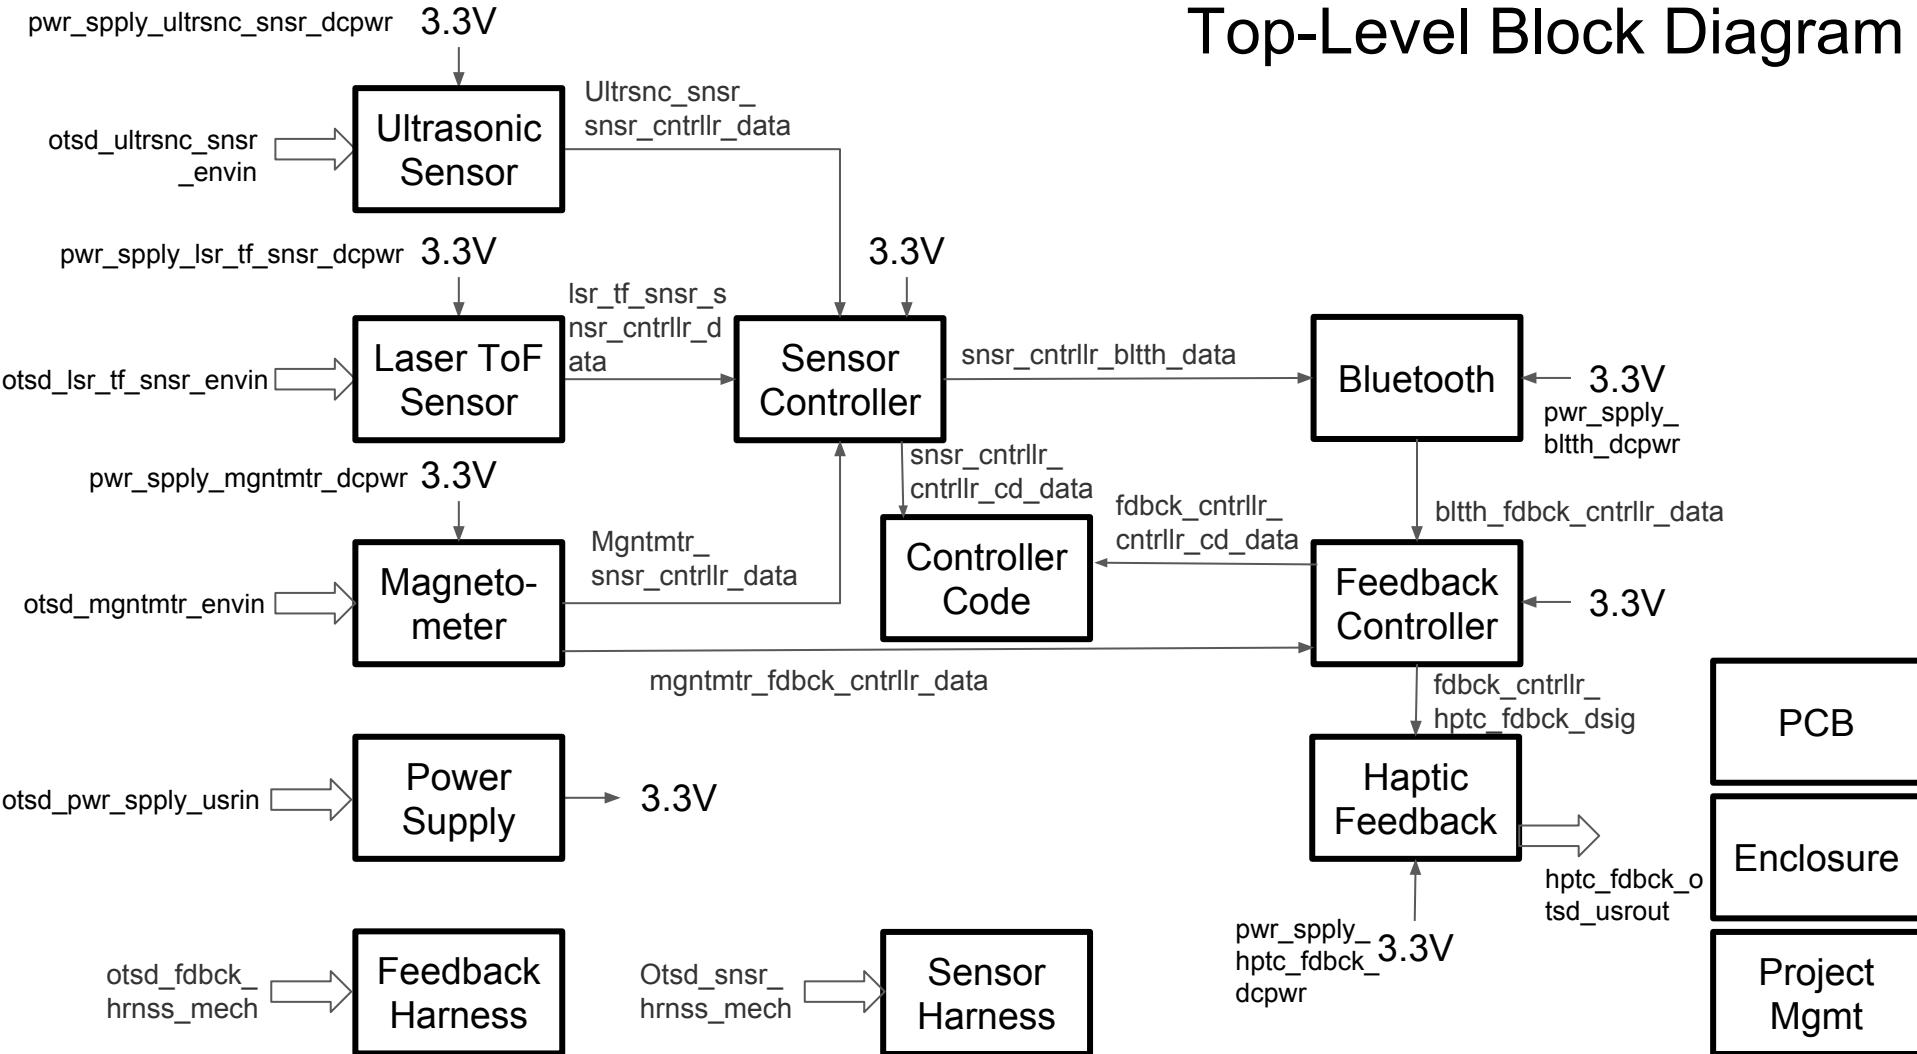 Top-Level Block Diagram
pwr_spply_ultrsnc_snsr_dcpwr
3.3V
otsd_ultrsnc_snsr
_envin
Ultrasonic
Sensor
Ultrsnc_snsr_
snsr_cntrllr_data
pwr_spply_lsr_tf_snsr_dcpwr
3.3V
3.3V
otsd_lsr_tf_snsr_envin
Laser ToF
Sensor
lsr_tf_snsr_s
nsr_cntrllr_d
ata
Sensor
Controller
snsr_cntrllr_bltth_data
Bluetooth
3.3V
pwr_spply_
bltth_dcpwr
pwr_spply_mgntmtr_dcpwr
3.3V
snsr_cntrllr_
cntrllr_cd_data
fdbck_cntrllr_
cntrllr_cd_data
bltth_fdbck_cntrllr_data
otsd_mgntmtr_envin
Magneto-
meter
Mgntmtr_
snsr_cntrllr_data
Controller
Code
Feedback
Controller
3.3V
mgntmtr_fdbck_cntrllr_data
fdbck_cntrllr_
hptc_fdbck_dsig
PCB
otsd_pwr_spply_usrin
Power
Supply
3.3V
Haptic
Feedback
hptc_fdbck_o
tsd_usrout
Enclosure
pwr_spply_
hptc_fdbck_
dcpwr
3.3V
otsd_fdbck_
hrnss_mech
Feedback
Harness
Otsd_snsr_
hrnss_mech
Sensor
Harness
Project
Mgmt